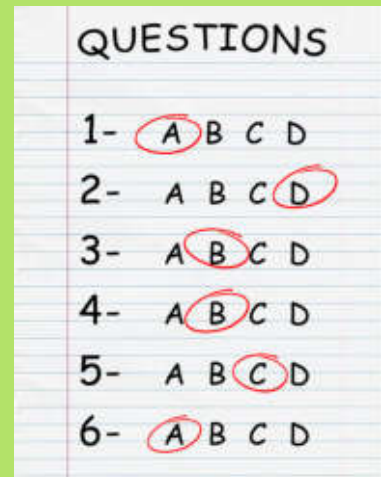 QUESTIONS
1- A B C D
2- A B C D
3- A B C D
4- A B C D
5- A B C D
6- A B C D